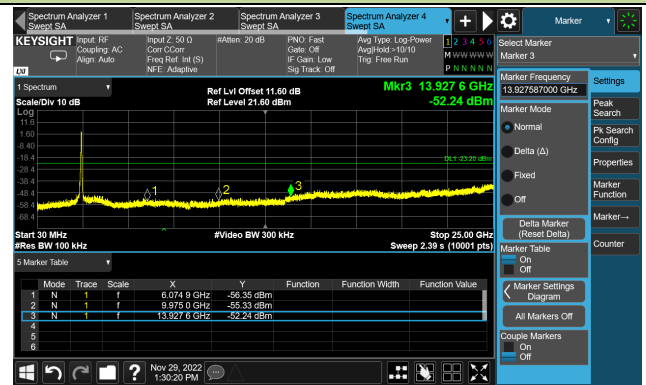 Spectrum Analyzer 1
Swept SA
Spectrum Analyzer 2
Swept SA
Spectrum Analyzer 3
Swept SA
Spectrum Analyzer 4
Swept SA
Marker
KEYSIGHT
LXI
Input: RF
Coupling: AC
Align: Auto
Input Z: 50 Ω
Corr CCorr
Freq Ref: Int (S)
NFE: Adaptive
#Atten: 20 dB
PNO: Fast
Gate: Off
IF Gain: Low
Sig Track: Off
Avg Type: Log-Power
Avg|Hold:>10/10
Trig: Free Run
1 2 3 4 5 6
M W W W W W
P N N N N N
Select Marker
Marker 3
1 Spectrum
Scale/Div 10 dB
Ref Lvl Offset 11.60 dB
Ref Level 21.60 dBm
Mkr3 13.927 6 GHz
-52.24 dBm
Log
11.6
1.60
-8.40
-18.4
-28.4
-38.4
-48.4
-58.4
-68.4
DL1 -23.20 dBm
1
2
3
Start 30 MHz
#Res BW 100 kHz
#Video BW 300 kHz
Stop 25.00 GHz
Sweep 2.39 s (10001 pts)
5 Marker Table
Mode Trace Scale X Y Function Function Width Function Value
1 N 1 f 6.074 9 GHz -56.35 dBm
2 N 1 f 9.975 0 GHz -55.33 dBm
3 N 1 f 13.927 6 GHz -52.24 dBm
4
5
6
Marker Frequency
13.927587000 GHz
Marker Mode
Normal
Delta (Δ)
Fixed
Off
Delta Marker
(Reset Delta)
Marker Table
On
Off
Marker Settings
Diagram
All Markers Off
Couple Markers
On
Off
Settings
Peak
Search
Pk Search
Config
Properties
Marker
Function
Marker→
Counter
?
Nov 29, 2022
1:30:20 PM